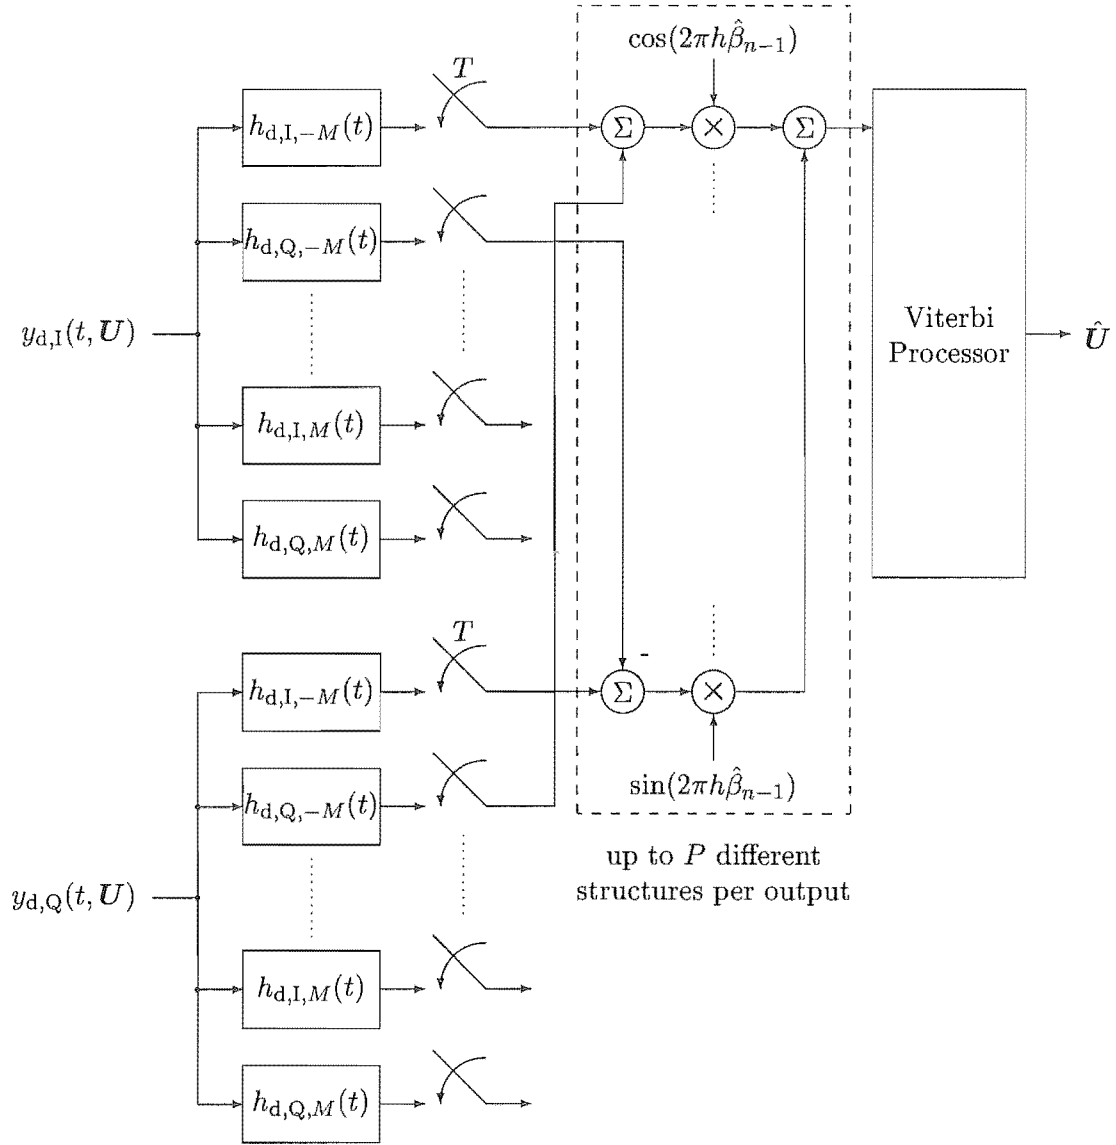 cos(2πhβ̂ₙ₋₁)
T
h_{d,I,−M}(t)
Σ
×
Σ
h_{d,Q,−M}(t)
y_{d,I}(t, U)
Viterbi
Processor
Û
h_{d,I,M}(t)
h_{d,Q,M}(t)
T
-
h_{d,I,−M}(t)
Σ
×
h_{d,Q,−M}(t)
sin(2πhβ̂ₙ₋₁)
up to P different
structures per output
y_{d,Q}(t, U)
h_{d,I,M}(t)
h_{d,Q,M}(t)